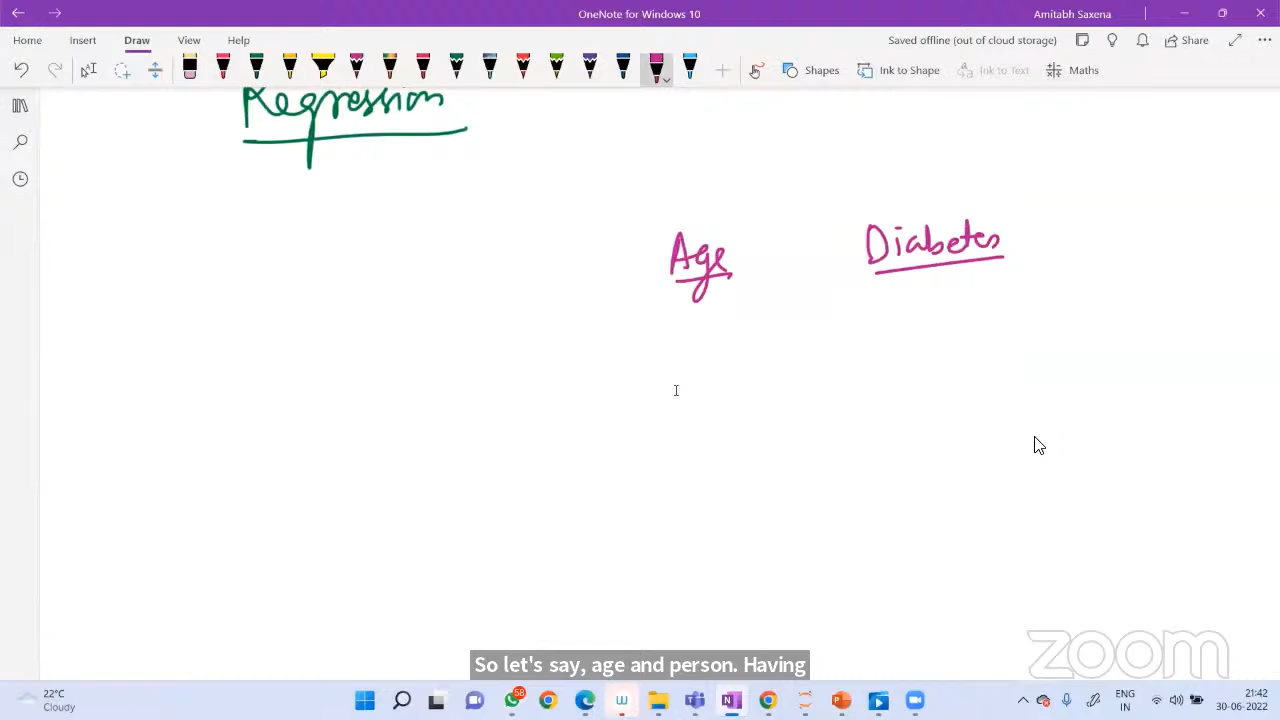 OneNote for Windows 10
Amitabh Saxena
Home Insert Draw View Help
Saved offline (out of cloud storage)
Share
Shapes
Ink to Shape
Ink to Text
Maths
Regression
Age
Diabetes
So let's say, age and person. Having
zoom
22°C
Cloudy
58
ENG
IN
21:42
30-06-2022